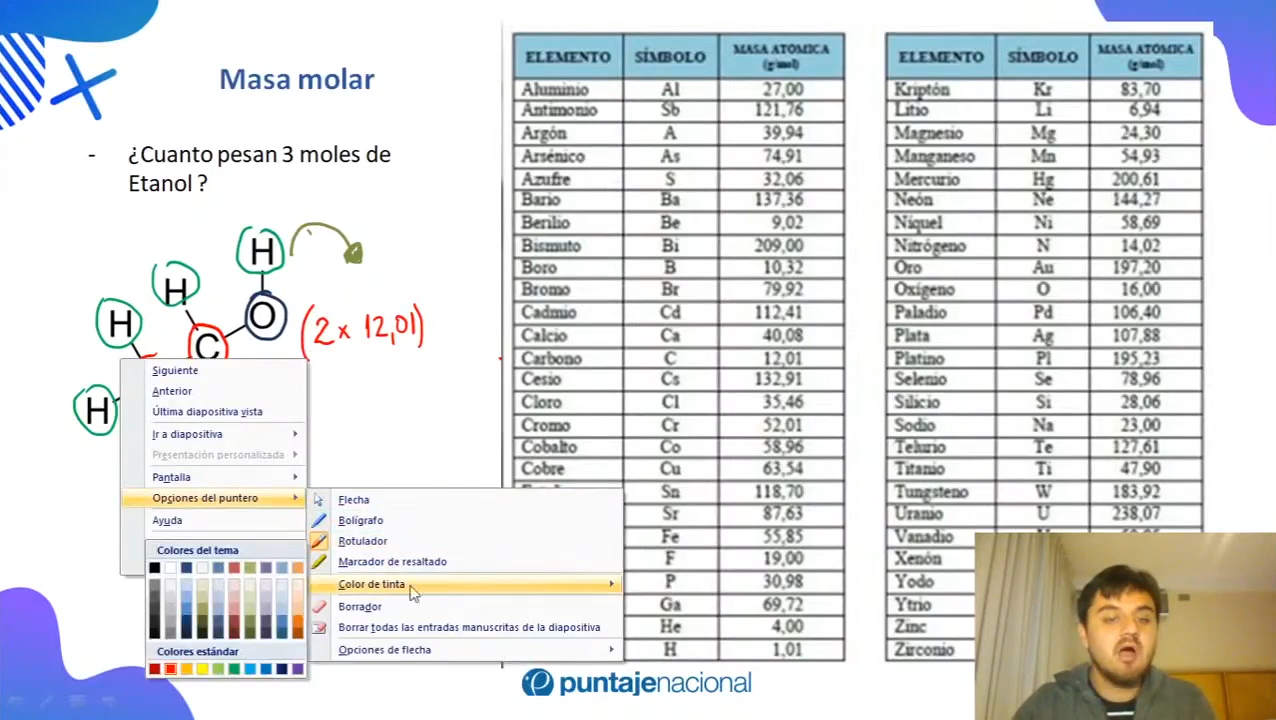 Masa molar
- ¿Cuanto pesan 3 moles de
Etanol ?
H
H
H
O
C
H
(2 x 12,01)
Siguiente
Anterior
Última diapositiva vista
Ir a diapositiva
Presentación personalizada
Pantalla
Opciones del puntero
Ayuda
Flecha
Bolígrafo
Rotulador
Marcador de resaltado
Color de tinta
Borrador
Borrar todas las entradas manuscritas de la diapositiva
Opciones de flecha
Colores del tema
Colores estándar
ELEMENTO SÍMBOLO MASA ATOMICA (g/mol)
Aluminio Al 27,00
Antimonio Sb 121,76
Argón A 39,94
Arsénico As 74,91
Azufre S 32,06
Bario Ba 137,36
Berilio Be 9,02
Bismuto Bi 209,00
Boro B 10,32
Bromo Br 79,92
Cadmio Cd 112,41
Calcio Ca 40,08
Carbono C 12,01
Cesio Cs 132,91
Cloro Cl 35,46
Cromo Cr 52,01
Cobalto Co 58,96
Cobre Cu 63,54
Sn 118,70
Sr 87,63
Fe 55,85
F 19,00
P 30,98
Ga 69,72
He 4,00
H 1,01
ELEMENTO SÍMBOLO MASA ATOMICA (g/mol)
Kriptón Kr 83,70
Litio Li 6,94
Magnesio Mg 24,30
Manganeso Mn 54,93
Mercurio Hg 200,61
Neón Ne 144,27
Níquel Ni 58,69
Nitrógeno N 14,02
Oro Au 197,20
Oxígeno O 16,00
Paladio Pd 106,40
Plata Ag 107,88
Platino Pl 195,23
Selenio Se 78,96
Silicio Si 28,06
Sodio Na 23,00
Telurio Te 127,61
Titanio Ti 47,90
Tungsteno W 183,92
Uranio U 238,07
Vanadio
Xenón
Yodo
Ytrio
Zinc
Zirconio
puntajenacional